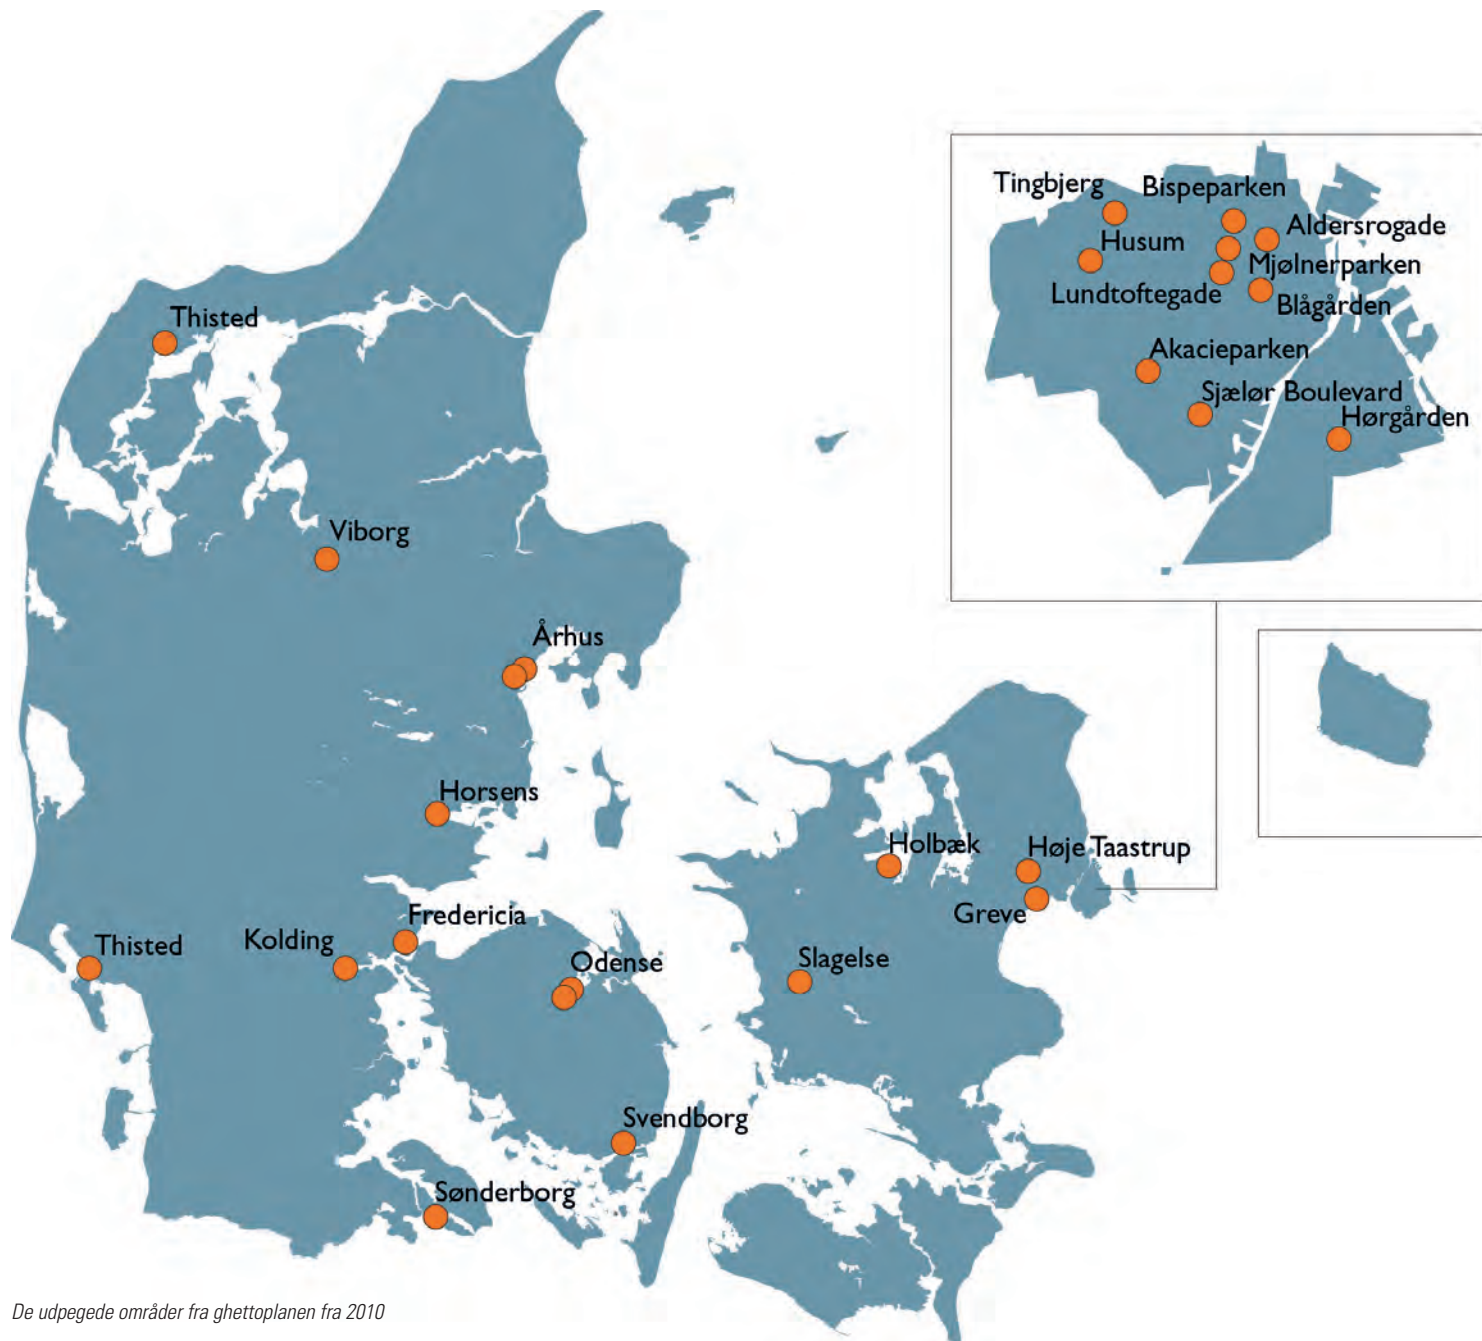 Tingbjerg
Bispeparken
Husum
Aldersrogade
Mjølnerparken
Lundtoftegade
Blågården
Akacieparken
Sjælør Boulevard
Hørgården
Thisted
Viborg
Århus
Horsens
Holbæk
Høje Taastrup
Greve
Fredericia
Thisted
Kolding
Odense
Slagelse
Svendborg
Sønderborg
De udpegede områder fra ghettoplanen fra 2010